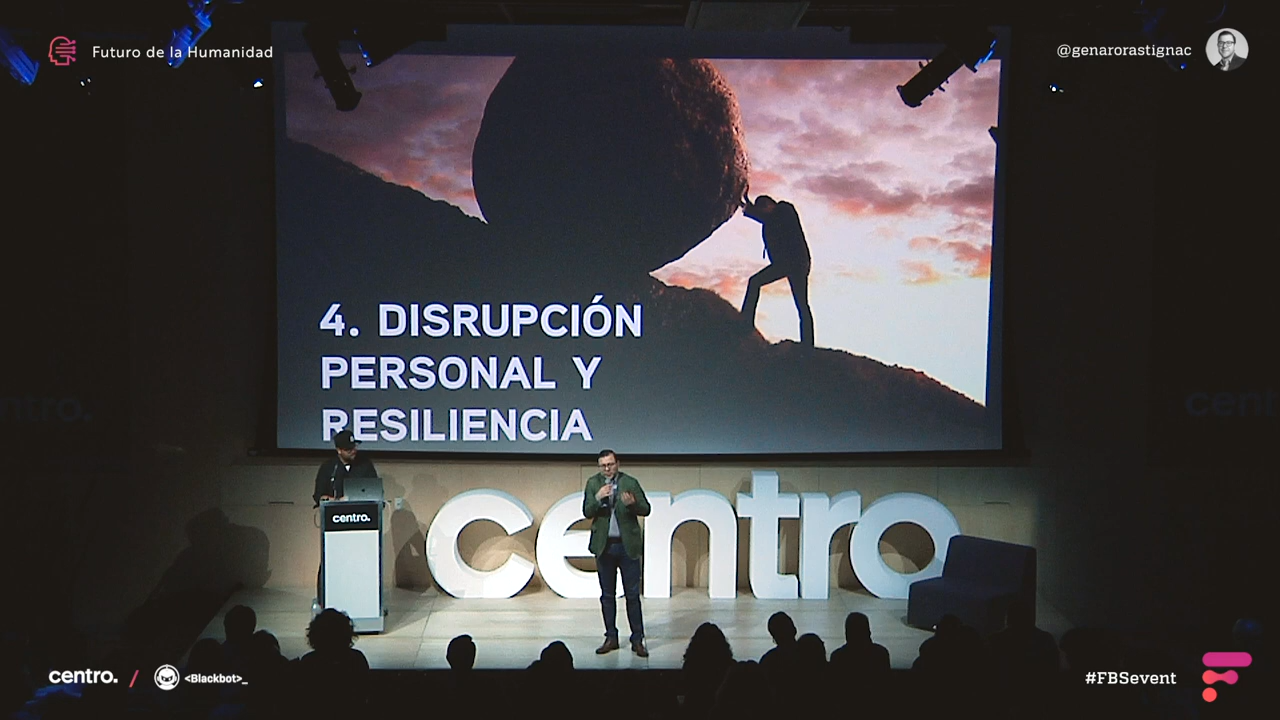 Futuro de la Humanidad
@genarorastignac
4. DISRUPCIÓN
PERSONAL Y
RESILIENCIA
centro.
centro
centro.
<Blackbot>_
#FBSevent